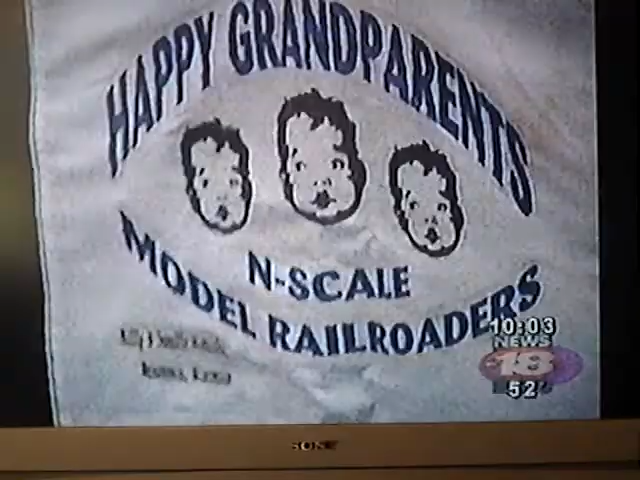 HAPPY GRANDPARENTS
N-SCALE
MODEL RAILROADERS
10:03
NEWS
18
52
SONY